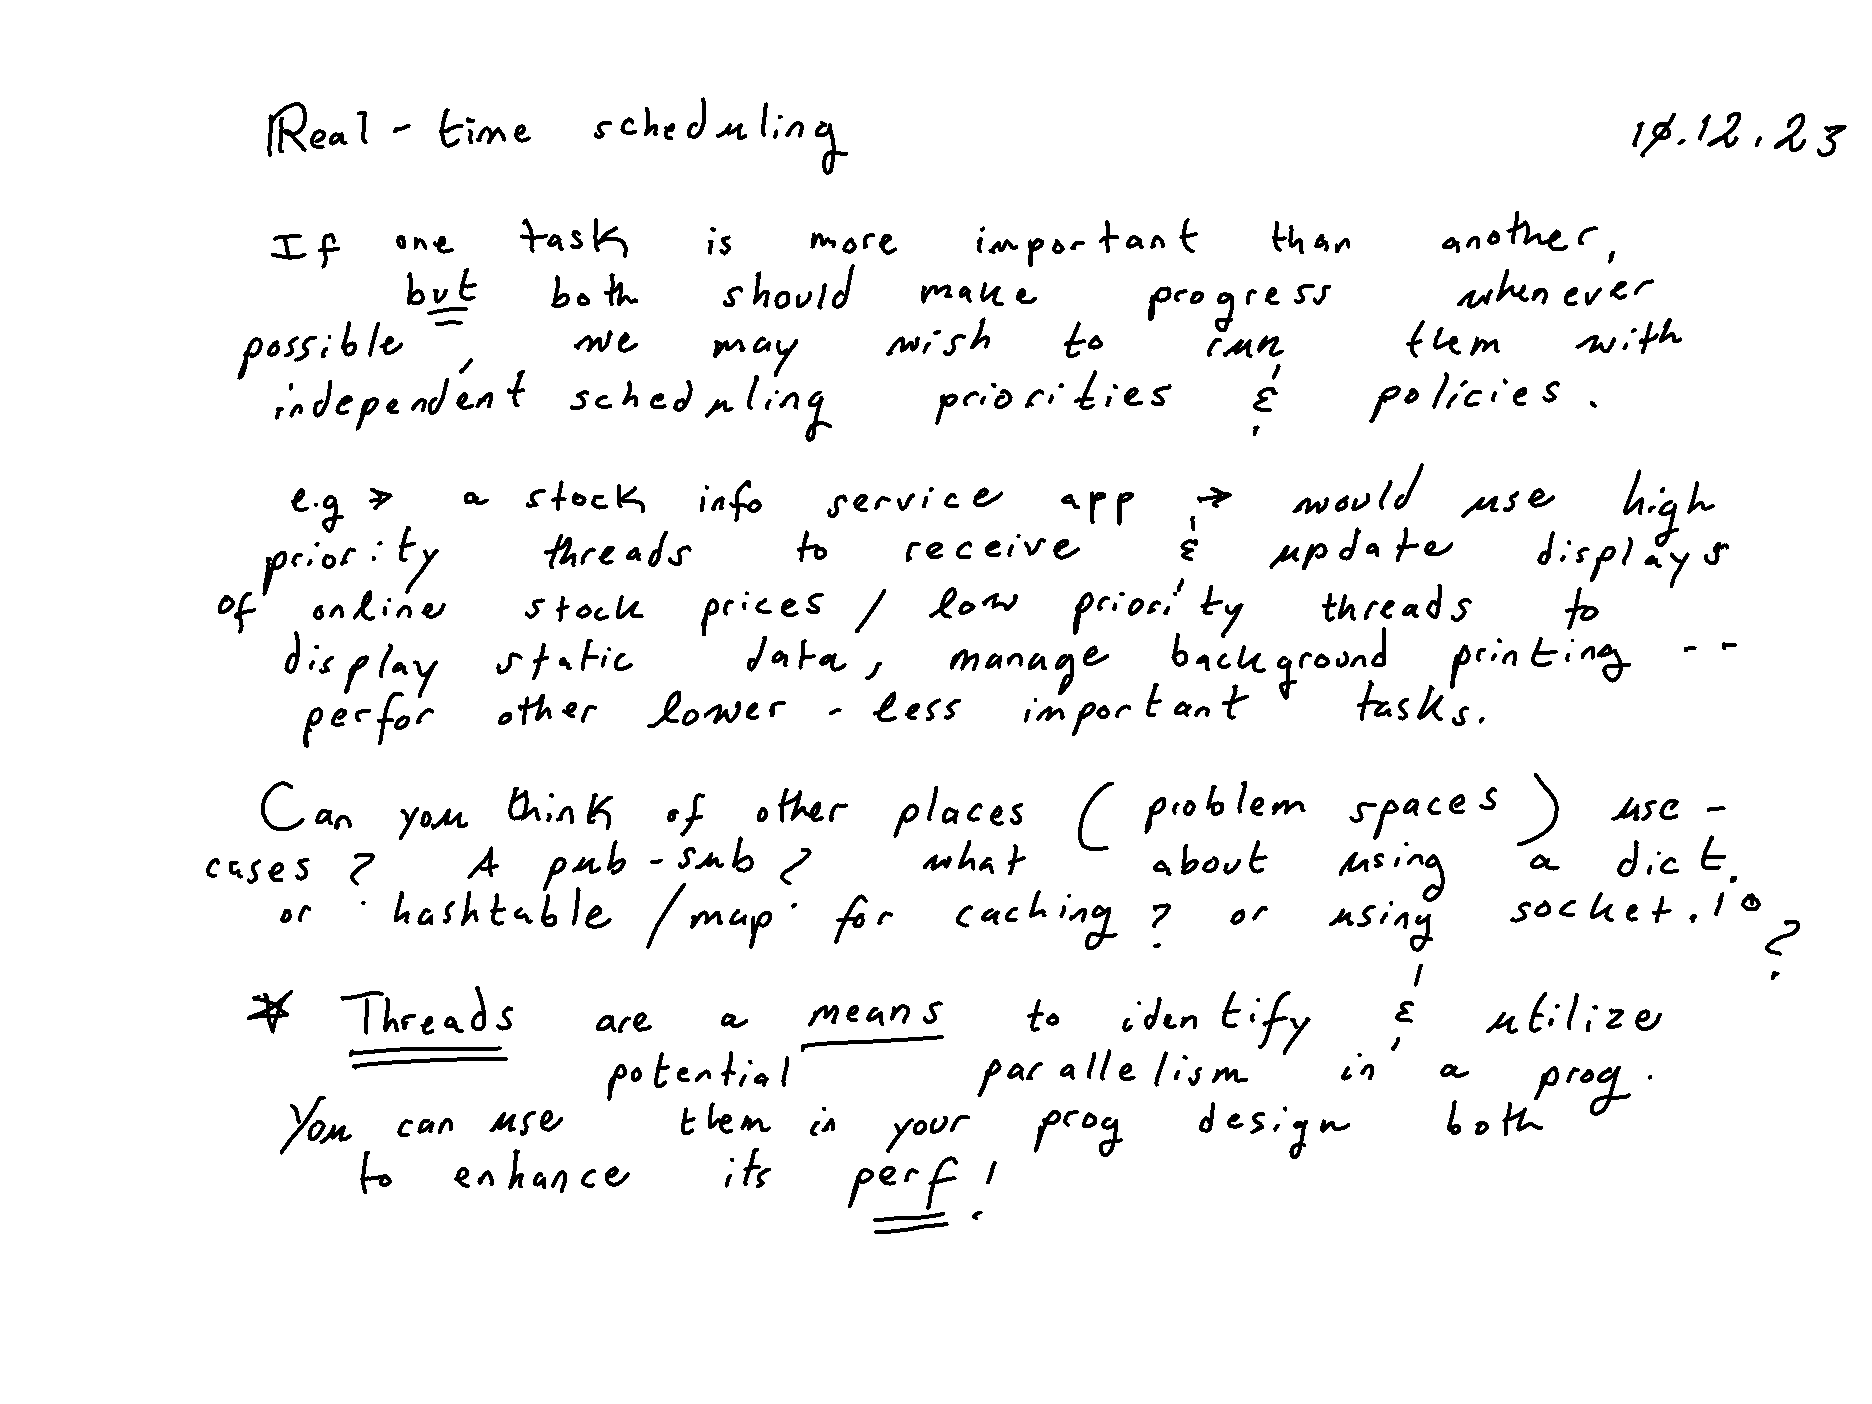 Real-time scheduling 10.12.23
If one task is more important than another,
but both should make progress whenever
possible, we may wish to run them with
independent scheduling priorities & policies.
e.g → a stock info service app → would use high
priority threads to receive & update displays
of online stock prices / low priority threads to
display static data, manage background printing --
perfor other lower - less important tasks.
Can you think of other places (problem spaces) use-
cases? A pub-sub? what about using a dict.
or 'hashtable/map' for caching? or using socket.io?
* Threads are a means to identify & utilize
potential parallelism in a prog.
You can use them in your prog design both
to enhance its perf!